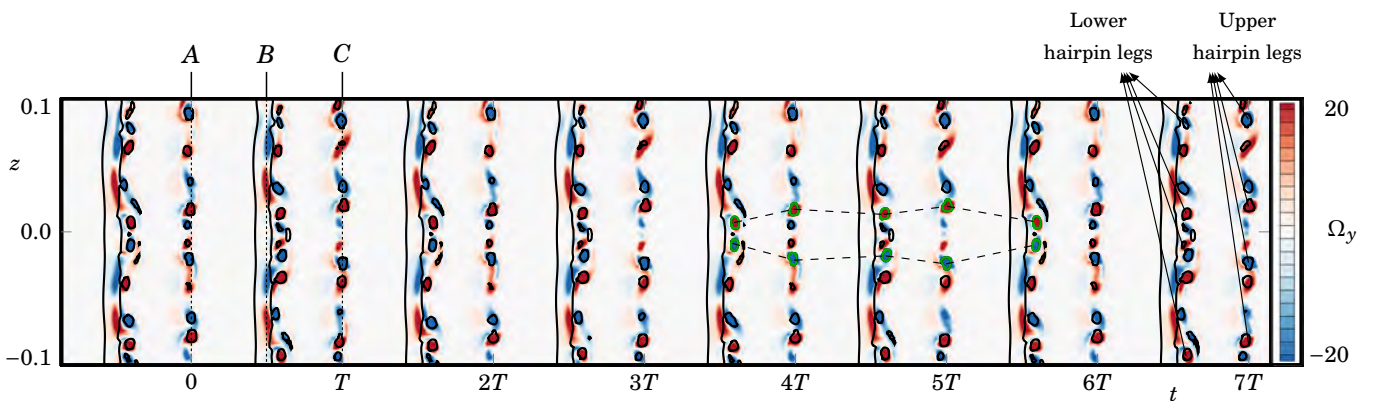 Lower
hairpin legs
Upper
hairpin legs
A
B
C
0.1
z
0.0
−0.1
20
Ω_y
−20
0
T
2T
3T
4T
5T
6T
t
7T